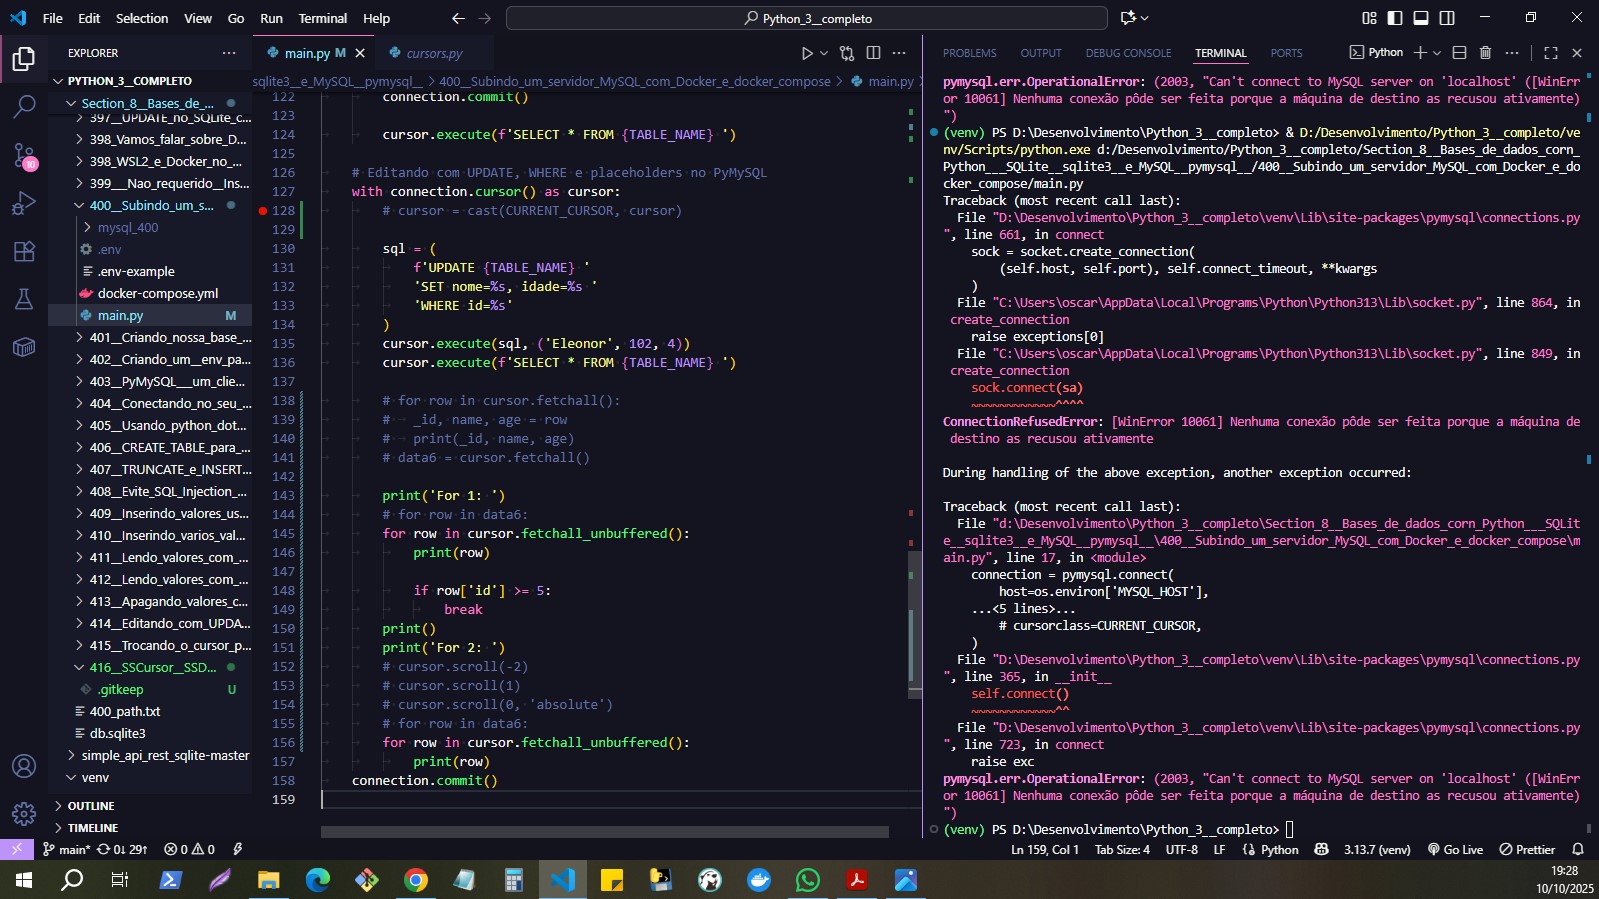 File Edit Selection View Go Run Terminal Help
Python_3__completo
EXPLORER
PYTHON_3__COMPLETO
Section_8__Bases_de_...
397__UPDATE_no_SQLite_c...
398_Vamos_falar_sobre_D...
398_WSL2_e_Docker_no_...
399___Nao_requerido__Ins...
400__Subindo_um_s...
mysql_400
.env
.env-example
docker-compose.yml
main.py M
401__Criando_nossa_base_...
402__Criando_um__env_pa...
403__PyMySQL___um_clie...
404__Conectando_no_seu_...
405__Usando_python_dot...
406__CREATE_TABLE_para_...
407__TRUNCATE_e_INSERT...
408__Evite_SQL_Injection_...
409__Inserindo_valores_us...
410__Inserindo_varios_val...
411__Lendo_valores_com_...
412__Lendo_valores_com_...
413__Apagando_valores_c...
414__Editando_com_UPDA...
415__Trocando_o_cursor_p...
416__SSCursor__SSD...
.gitkeep U
400_path.txt
db.sqlite3
simple_api_rest_sqlite-master
venv
OUTLINE
TIMELINE
10
main.py M
cursors.py
sqlite3__e_MySQL__pymysql__ > 400__Subindo_um_servidor_MySQL_com_Docker_e_docker_compose > main.py
122 connection.commit()
123
124 cursor.execute(f'SELECT * FROM {TABLE_NAME} ')
125
126 # Editando com UPDATE, WHERE e placeholders no PyMySQL
127 with connection.cursor() as cursor:
128 # cursor = cast(CURRENT_CURSOR, cursor)
129
130 sql = (
131 f'UPDATE {TABLE_NAME} '
132 'SET nome=%s, idade=%s '
133 'WHERE id=%s'
134 )
135 cursor.execute(sql, ('Eleonor', 102, 4))
136 cursor.execute(f'SELECT * FROM {TABLE_NAME} ')
137
138 # for row in cursor.fetchall():
139 # _id, name, age = row
140 # print(_id, name, age)
141 # data6 = cursor.fetchall()
142
143 print('For 1: ')
144 # for row in data6:
145 for row in cursor.fetchall_unbuffered():
146 print(row)
147
148 if row['id'] >= 5:
149 break
150 print()
151 print('For 2: ')
152 # cursor.scroll(-2)
153 # cursor.scroll(1)
154 # cursor.scroll(0, 'absolute')
155 # for row in data6:
156 for row in cursor.fetchall_unbuffered():
157 print(row)
158 connection.commit()
159
PROBLEMS OUTPUT DEBUG CONSOLE TERMINAL PORTS
Python
pymysql.err.OperationalError: (2003, "Can't connect to MySQL server on 'localhost' ([WinErr
or 10061] Nenhuma conexão pôde ser feita porque a máquina de destino as recusou ativamente)
")
(venv) PS D:\Desenvolvimento\Python_3__completo> & D:/Desenvolvimento/Python_3__completo/ve
nv/Scripts/python.exe d:/Desenvolvimento/Python_3__completo/Section_8__Bases_de_dados_corn_
Python___SQLite__sqlite3__e_MySQL__pymysql__/400__Subindo_um_servidor_MySQL_com_Docker_e_do
cker_compose/main.py
Traceback (most recent call last):
File "D:\Desenvolvimento\Python_3__completo\venv\Lib\site-packages\pymysql\connections.py
", line 661, in connect
sock = socket.create_connection(
(self.host, self.port), self.connect_timeout, **kwargs
)
File "C:\Users\oscar\AppData\Local\Programs\Python\Python313\Lib\socket.py", line 864, in
create_connection
raise exceptions[0]
File "C:\Users\oscar\AppData\Local\Programs\Python\Python313\Lib\socket.py", line 849, in
create_connection
sock.connect(sa)
~~~~~~~~~~~~^^^^
ConnectionRefusedError: [WinError 10061] Nenhuma conexão pôde ser feita porque a máquina de
destino as recusou ativamente
During handling of the above exception, another exception occurred:
Traceback (most recent call last):
File "d:\Desenvolvimento\Python_3__completo\Section_8__Bases_de_dados_corn_Python___SQLit
e__sqlite3__e_MySQL__pymysql__\400__Subindo_um_servidor_MySQL_com_Docker_e_docker_compose\m
ain.py", line 17, in <module>
connection = pymysql.connect(
host=os.environ['MYSQL_HOST'],
...<5 lines>...
# cursorclass=CURRENT_CURSOR,
)
File "D:\Desenvolvimento\Python_3__completo\venv\Lib\site-packages\pymysql\connections.py
", line 365, in __init__
self.connect()
~~~~~~~~~~~~^^
File "D:\Desenvolvimento\Python_3__completo\venv\Lib\site-packages\pymysql\connections.py
", line 723, in connect
raise exc
pymysql.err.OperationalError: (2003, "Can't connect to MySQL server on 'localhost' ([WinErr
or 10061] Nenhuma conexão pôde ser feita porque a máquina de destino as recusou ativamente)
")
(venv) PS D:\Desenvolvimento\Python_3__completo>
main* 0↓ 29↑ 0 0 Ln 159, Col 1 Tab Size: 4 UTF-8 LF Python 3.13.7 (venv) Go Live Prettier
19:28
10/10/2025